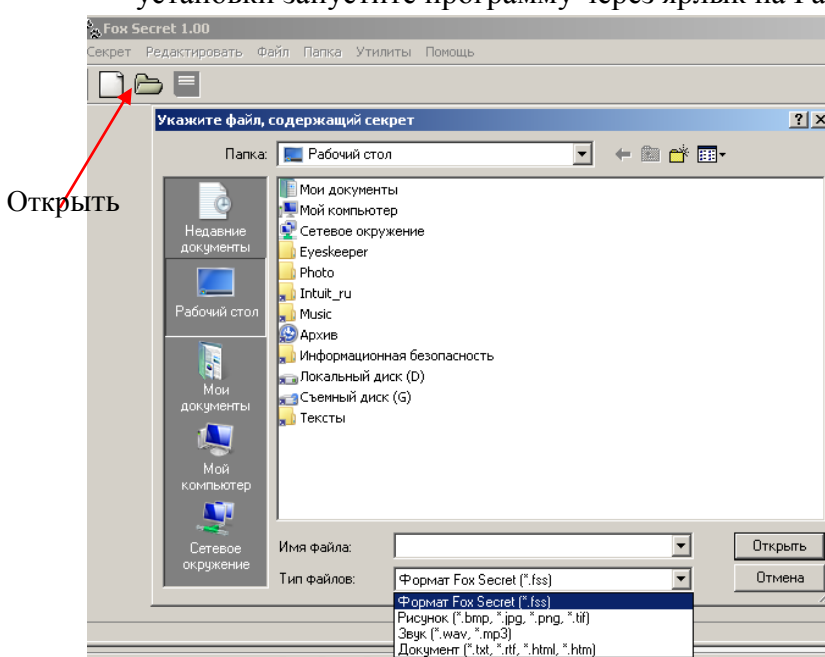 установки запустите программу через ярлык на
Fox Secret 1.00
Секрет Редактировать Файл Папка Утилиты Помощь
Укажите файл, содержащий секрет
Папка: Рабочий стол
Открыть
Недавние документы
Рабочий стол
Мои документы
Мой компьютер
Сетевое окружение
Мои документы
Мой компьютер
Сетевое окружение
Eyeskeeper
Photo
Intuit_ru
Music
Архив
Информационная безопасность
Локальный диск (D)
Съемный диск (G)
Тексты
Имя файла: Открыть
Тип файлов: Формат Fox Secret (*.fss) Отмена
Формат Fox Secret (*.fss)
Рисунок (*.bmp, *.jpg, *.png, *.tif)
Звук (*.wav, *.mp3)
Документ (*.txt, *.rtf, *.html, *.htm)